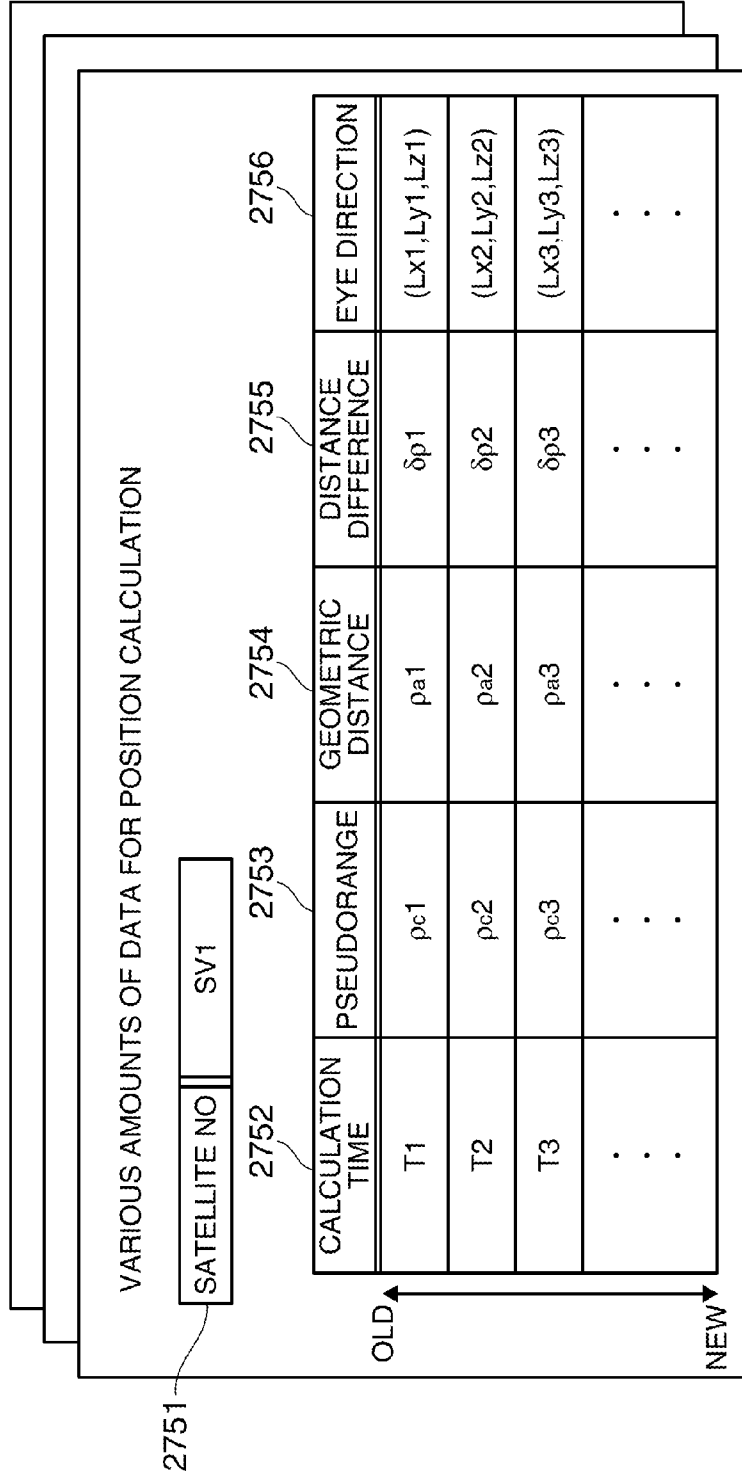 VARIOUS AMOUNTS OF DATA FOR POSITION CALCULATION
2751
SATELLITE NO SV1
2752 2753 2754 2755 2756
CALCULATION TIME PSEUDORANGE GEOMETRIC DISTANCE DISTANCE DIFFERENCE EYE DIRECTION
OLD
T1 ρc1 ρa1 δρ1 (Lx1,Ly1,Lz1)
T2 ρc2 ρa2 δρ2 (Lx2,Ly2,Lz2)
T3 ρc3 ρa3 δρ3 (Lx3,Ly3,Lz3)
· · · · · · · · · · · · · · ·
NEW